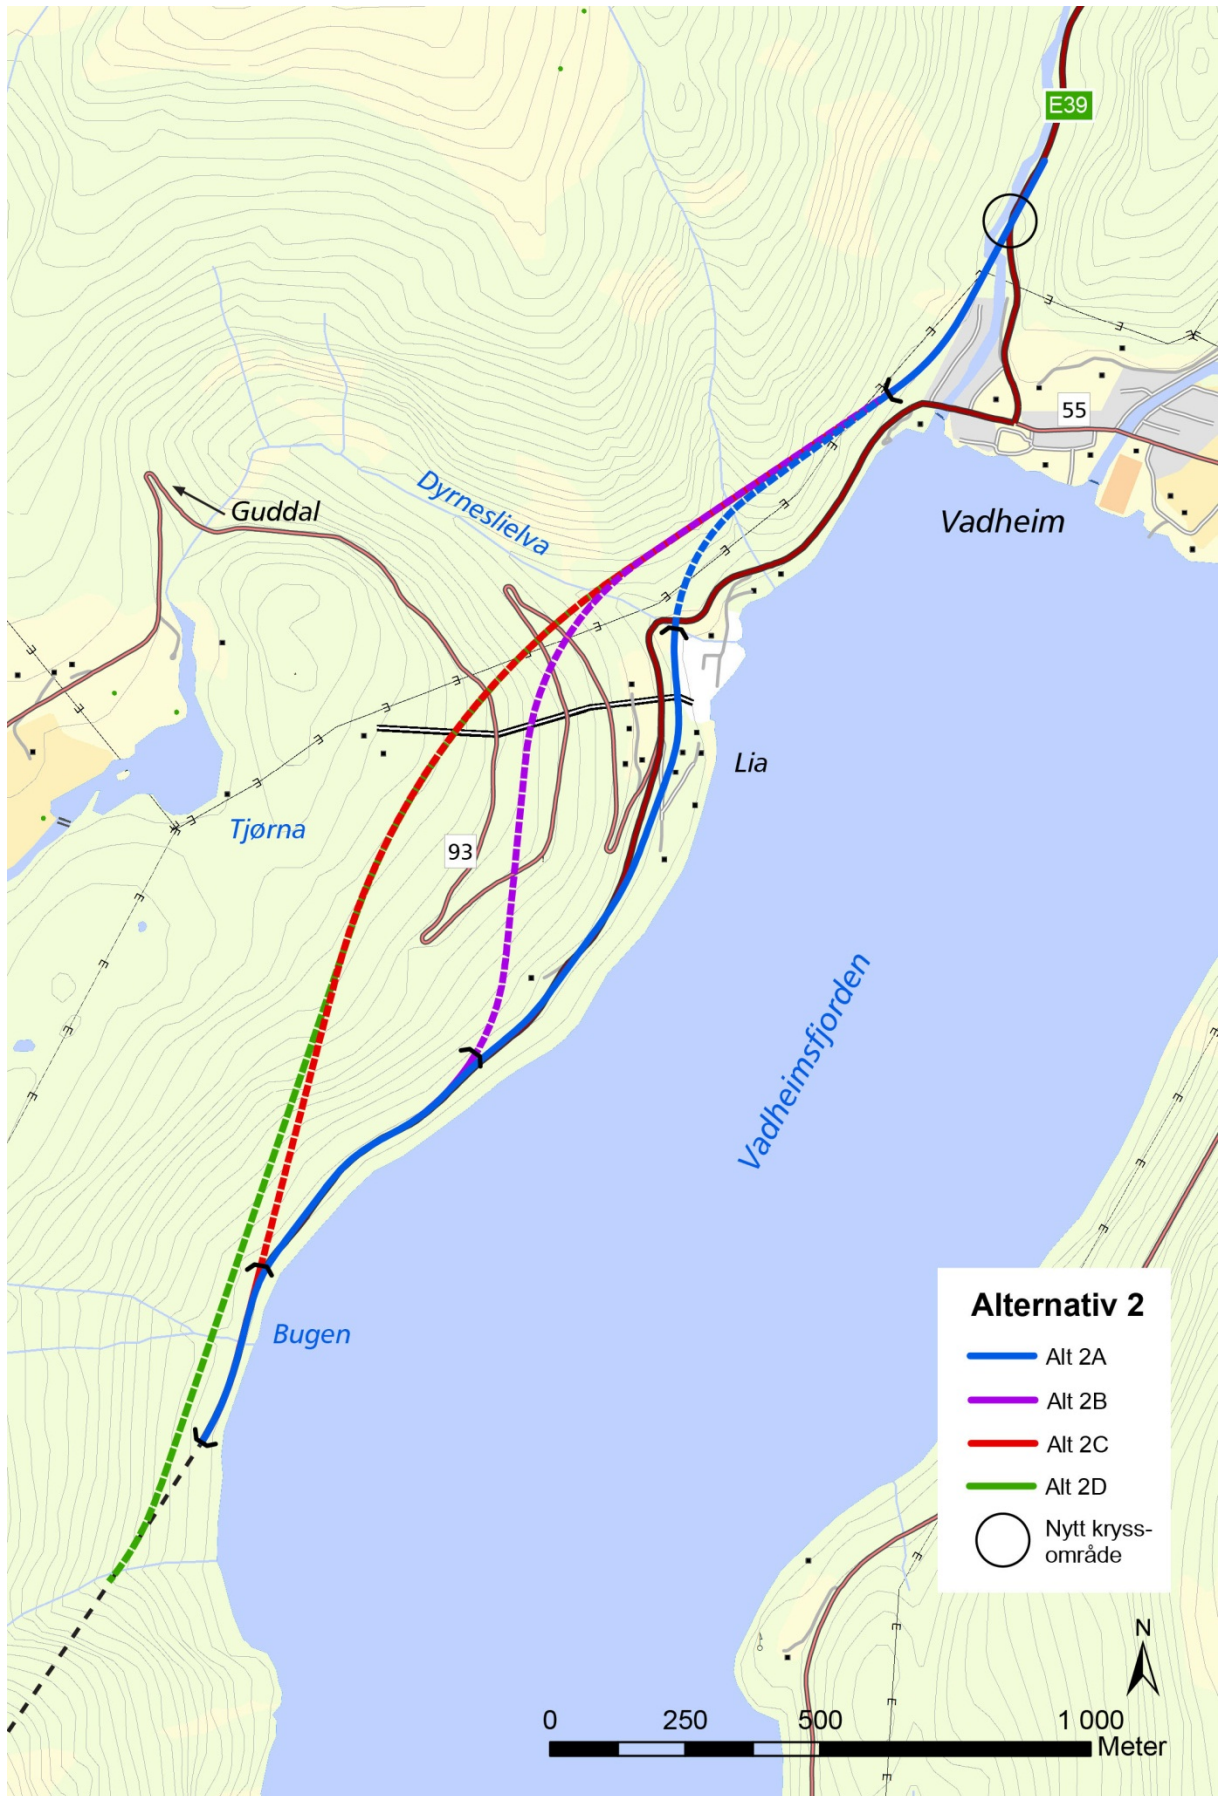 E39
55
Guddal
Dyrneslielva
Vadheim
Lia
Tjørna
93
Vadheimsfjorden
Bugen
Alternativ 2
Alt 2A
Alt 2B
Alt 2C
Alt 2D
Nytt kryss-
område
N
0 250 500 1 000
Meter